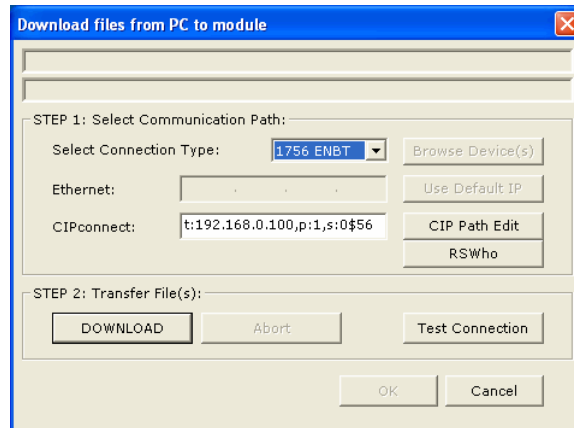 Download files from PC to module
STEP 1: Select Communication Path:
Select Connection Type: 1756 ENBT Browse Device(s)
Ethernet: . . . Use Default IP
CIPconnect: t:192.168.0.100,p:1,s:0$56 CIP Path Edit
RSWho
STEP 2: Transfer File(s):
DOWNLOAD Abort Test Connection
OK Cancel